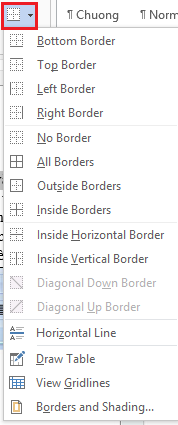 ¶ Chuong ¶ Norm
Bottom Border
Top Border
Left Border
Right Border
No Border
All Borders
Outside Borders
Inside Borders
Inside Horizontal Border
Inside Vertical Border
Diagonal Down Border
Diagonal Up Border
Horizontal Line
Draw Table
View Gridlines
Borders and Shading...